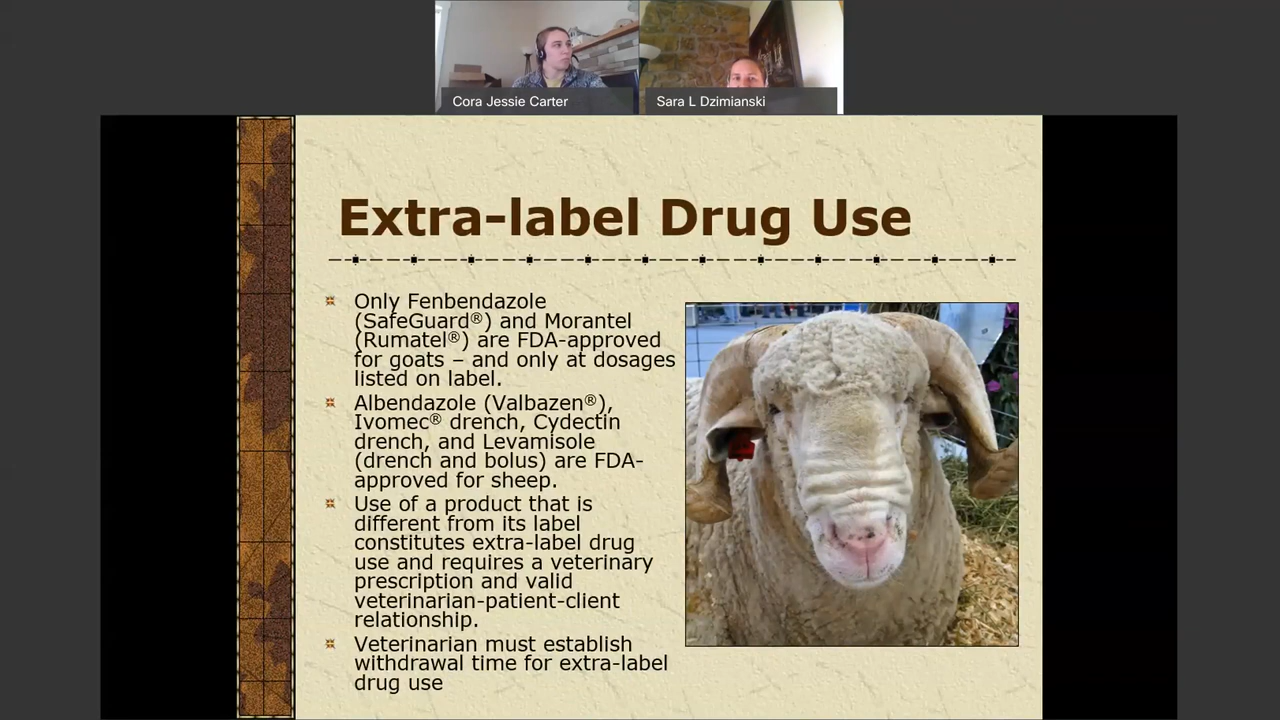 Cora Jessie Carter
Sara L Dzimianski
Extra-label Drug Use
Only Fenbendazole
(SafeGuard®) and Morantel
(Rumatel®) are FDA-approved
for goats – and only at dosages
listed on label.
Albendazole (Valbazen®),
Ivomec® drench, Cydectin
drench, and Levamisole
(drench and bolus) are FDA-
approved for sheep.
Use of a product that is
different from its label
constitutes extra-label drug
use and requires a veterinary
prescription and valid
veterinarian-patient-client
relationship.
Veterinarian must establish
withdrawal time for extra-label
drug use